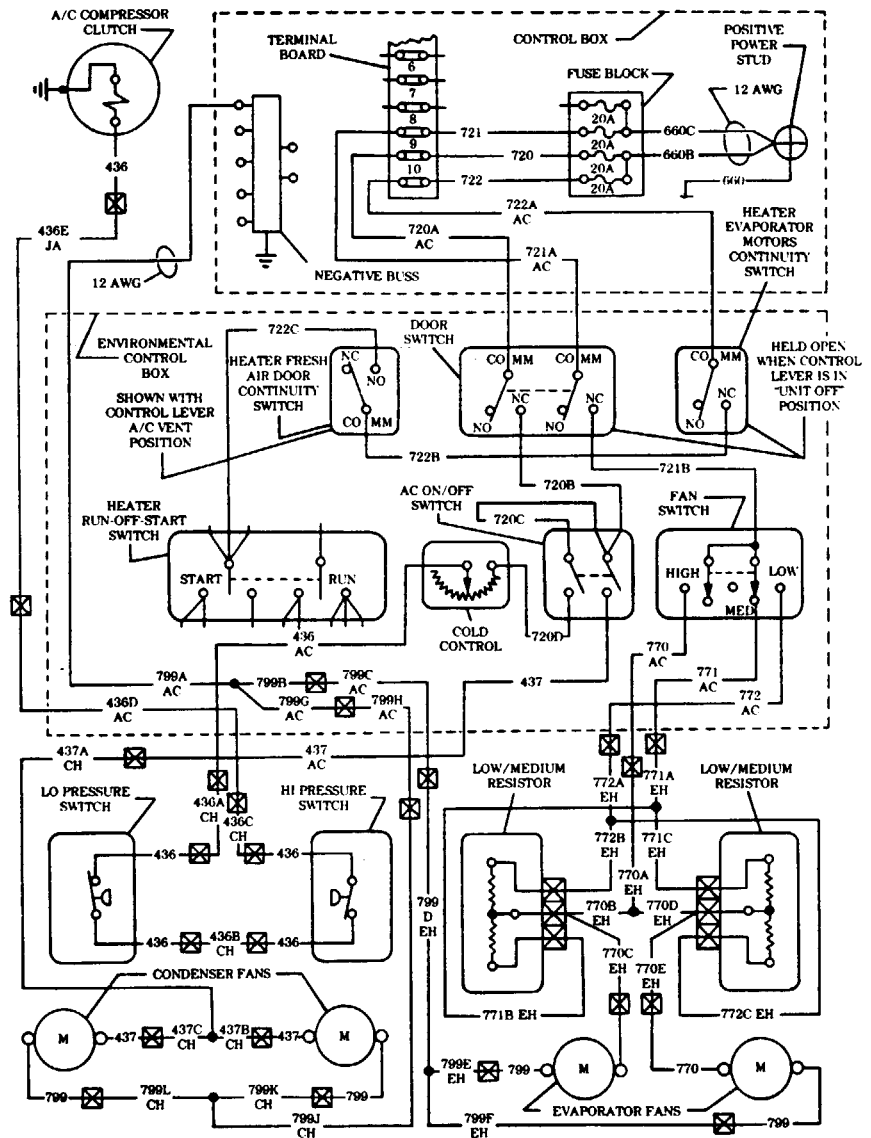 A/C COMPRESSOR
CLUTCH
TERMINAL
BOARD
CONTROL BOX
POSITIVE
POWER
STUD
FUSE BLOCK
12 AWG
6
7
8
9
10
20A
20A
20A
20A
721
720
722
660C
660B
660
436
436E
JA
12 AWG
722A
AC
720A
AC
721A
AC
NEGATIVE BUSS
HEATER
EVAPORATOR
MOTORS
CONTINUITY
SWITCH
ENVIRONMENTAL
CONTROL
BOX
722C
DOOR
SWITCH
HEATER FRESH
AIR DOOR
CONTINUITY
SWITCH
SHOWN WITH
CONTROL LEVER
A/C VENT
POSITION
NC
NO
COMM
COMM
COMM
NO
NC
NO
NC
COMM
NC
NO
HELD OPEN
WHEN CONTROL
LEVER IS IN
"UNIT OFF"
POSITION
722B
720B
721B
HEATER
RUN-OFF-START
SWITCH
AC ON/OFF
SWITCH
720C
FAN
SWITCH
START
RUN
HIGH
LOW
MED
COLD
CONTROL
720D
436
AC
437
770
AC
771
AC
772
AC
799A
AC
799B
799C
AC
799G
AC
799H
AC
436D
AC
437A
CH
437
AC
LO PRESSURE
SWITCH
HI PRESSURE
SWITCH
436A
CH
436C
CH
LOW/MEDIUM
RESISTOR
LOW/MEDIUM
RESISTOR
772A
EH
771A
EH
772B
EH
771C
EH
770A
EH
436
436
436
436B
CH
436
799
D
EH
770B
EH
770D
EH
770C
EH
770E
EH
771B EH
772C EH
CONDENSER FANS
M
437
437C
CH
437B
CH
437
M
799
799L
CH
799K
CH
799
799J
CH
799E
EH
799
M
770
M
EVAPORATOR FANS
799F
EH
799